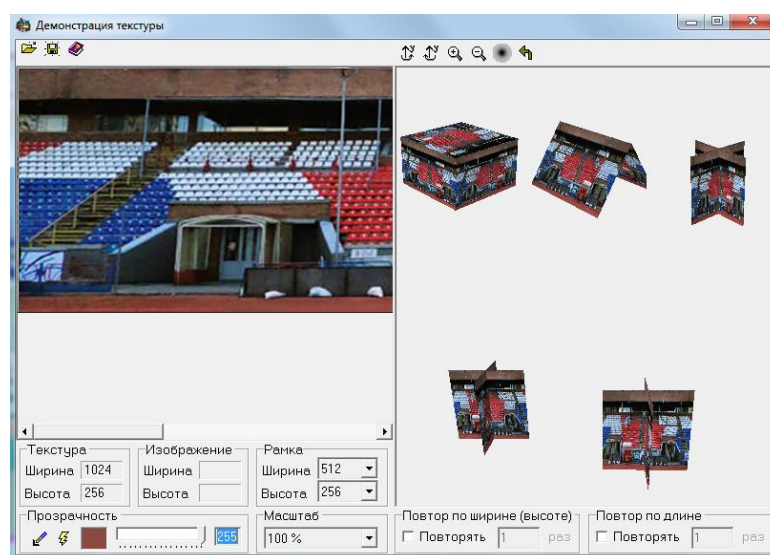 Демонстрация текстуры
Текстура
Ширина 1024
Высота 256
Изображение
Ширина
Высота
Рамка
Ширина 512
Высота 256
Прозрачность
255
Масштаб
100 %
Повтор по ширине (высоте)
Повторять 1 раз
Повтор по длине
Повторять 1 раз